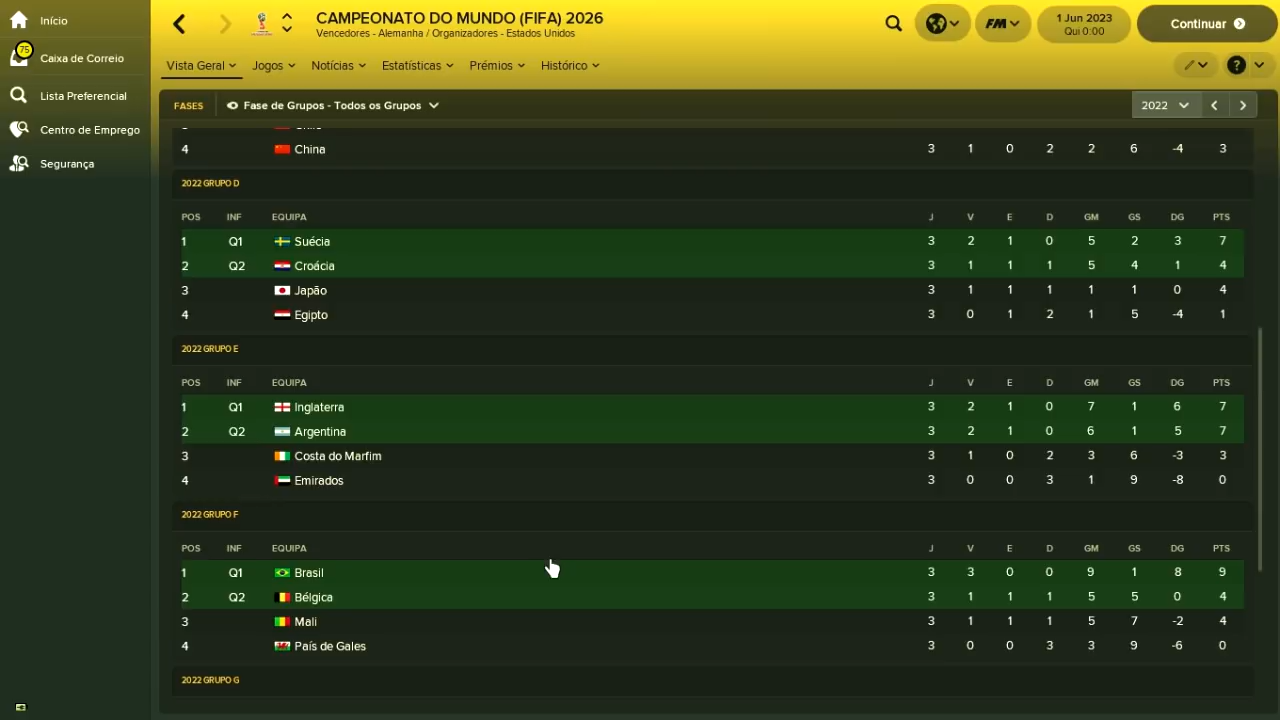 Início
75
Caixa de Correio
Lista Preferencial
Centro de Emprego
Segurança
CAMPEONATO DO MUNDO (FIFA) 2026
Vencedores - Alemanha / Organizadores - Estados Unidos
FM
1 Jun 2023
Qui 0:00
Continuar
Vista Geral Jogos Notícias Estatísticas Prémios Histórico
?
FASES Fase de Grupos - Todos os Grupos 2022
4 China 3 1 0 2 2 6 -4 3
2022 GRUPO D
POS INF EQUIPA J V E D GM GS DG PTS
1 Q1 Suécia 3 2 1 0 5 2 3 7
2 Q2 Croácia 3 1 1 1 5 4 1 4
3 Japão 3 1 1 1 1 1 0 4
4 Egipto 3 0 1 2 1 5 -4 1
2022 GRUPO E
POS INF EQUIPA J V E D GM GS DG PTS
1 Q1 Inglaterra 3 2 1 0 7 1 6 7
2 Q2 Argentina 3 2 1 0 6 1 5 7
3 Costa do Marfim 3 1 0 2 3 6 -3 3
4 Emirados 3 0 0 3 1 9 -8 0
2022 GRUPO F
POS INF EQUIPA J V E D GM GS DG PTS
1 Q1 Brasil 3 3 0 0 9 1 8 9
2 Q2 Bélgica 3 1 1 1 5 5 0 4
3 Mali 3 1 1 1 5 7 -2 4
4 País de Gales 3 0 0 3 3 9 -6 0
2022 GRUPO G